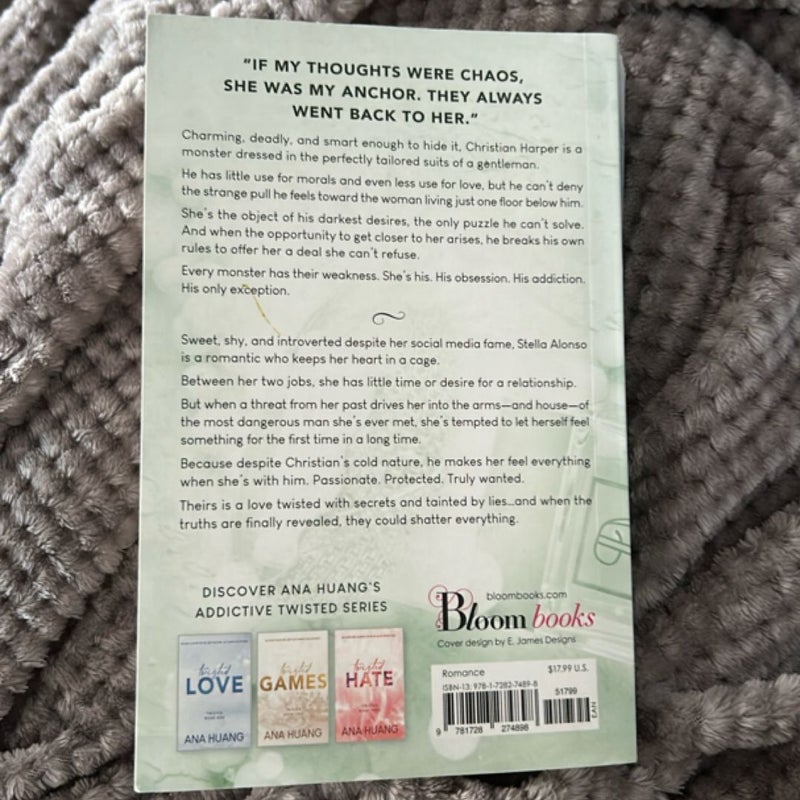 “IF MY THOUGHTS WERE CHAOS,
SHE WAS MY ANCHOR. THEY ALWAYS
WENT BACK TO HER.”
Charming, deadly, and smart enough to hide it, Christian Harper is a
monster dressed in the perfectly tailored suits of a gentleman.
He has little use for morals and even less use for love, but he can't deny
the strange pull he feels toward the woman living just one floor below him.
She's the object of his darkest desires, the only puzzle he can't solve.
And when the opportunity to get closer to her arises, he breaks his own
rules to offer her a deal she can't refuse.
Every monster has their weakness. She's his. His obsession. His addiction.
His only exception.
Sweet, shy, and introverted despite her social media fame, Stella Alonso
is a romantic who keeps her heart in a cage.
Between her two jobs, she has little time or desire for a relationship.
But when a threat from her past drives her into the arms—and house—of
the most dangerous man she's ever met, she's tempted to let herself feel
something for the first time in a long time.
Because despite Christian's cold nature, he makes her feel everything
when she's with him. Passionate. Protected. Truly wanted.
Theirs is a love twisted with secrets and tainted by lies...and when the
truths are finally revealed, they could shatter everything.
DISCOVER ANA HUANG'S
ADDICTIVE TWISTED SERIES
twisted
LOVE
ANA HUANG
twisted
GAMES
ANA HUANG
twisted
HATE
ANA HUANG
bloombooks.com
Bloom books
Cover design by E. James Designs
Romance $17.99 U.S.
ISBN-13: 978-1-7282-7489-8
51799
EAN
9 781728 274898